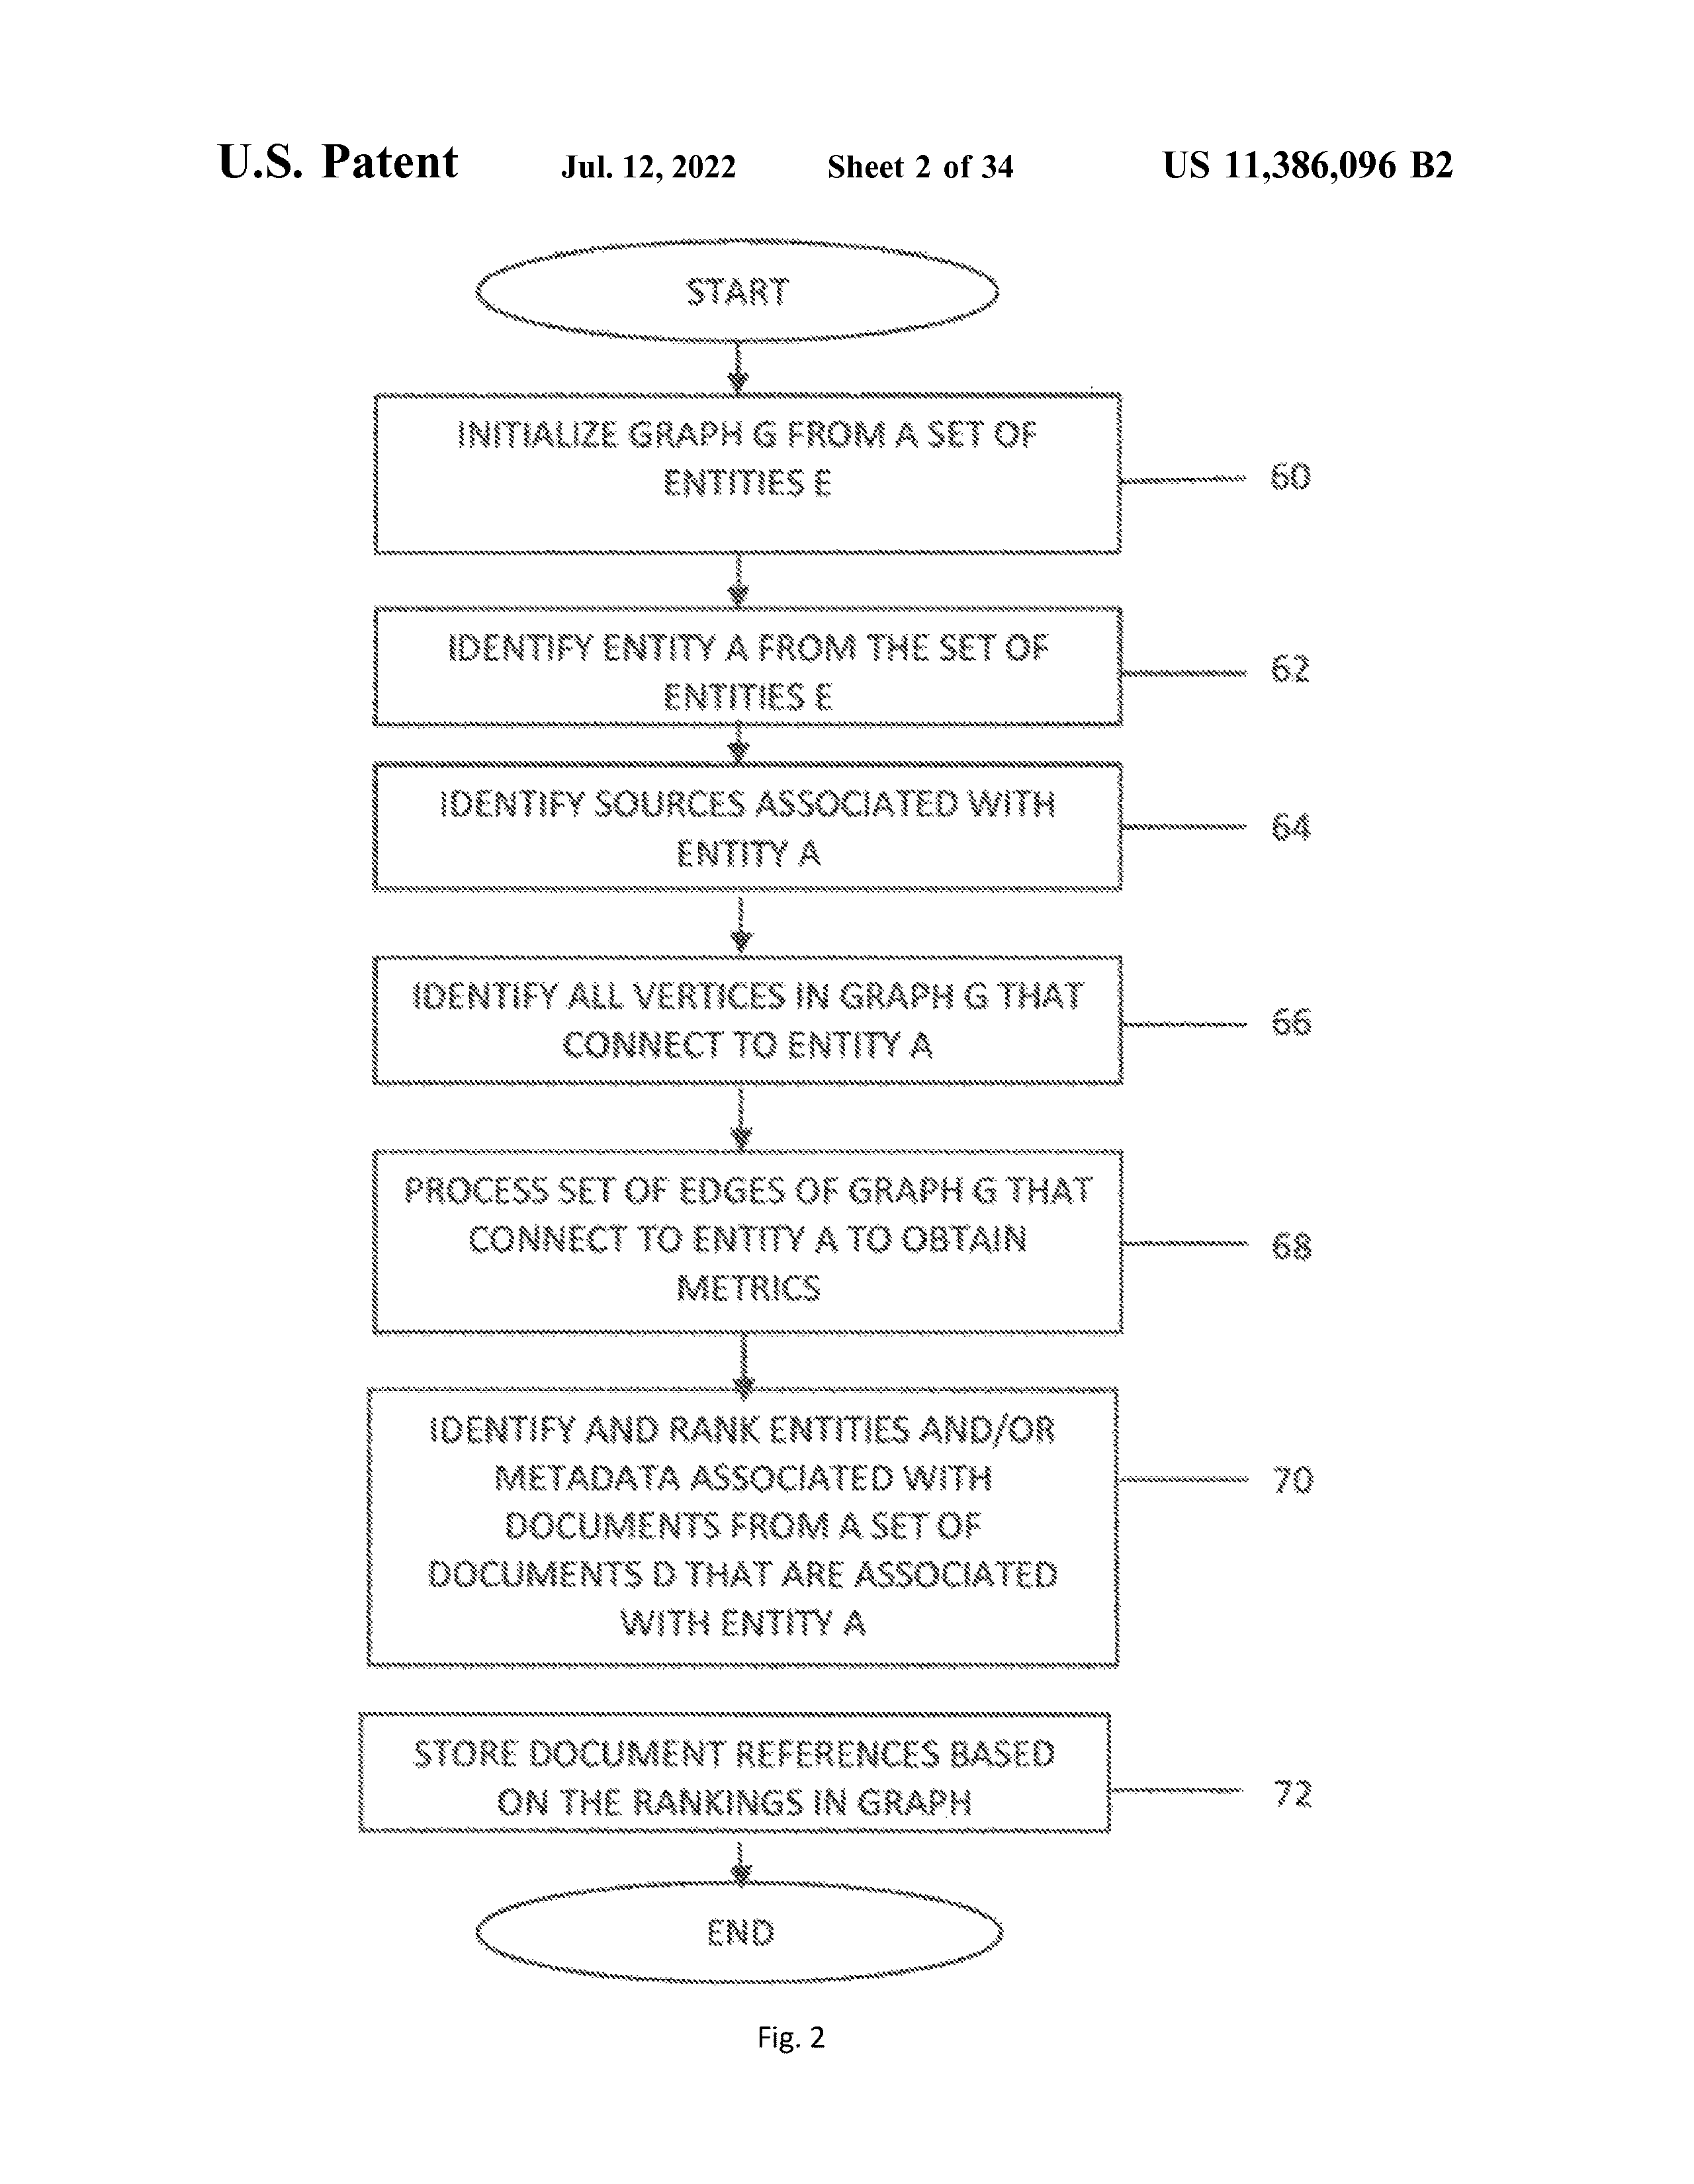 U.S. Patent Jul. 12, 2022 Sheet 2 of 34 US 11,386,096 B2
START
INITIALIZE GRAPH G FROM A SET OF
ENTITIES E
60
IDENTIFY ENTITY A FROM THE SET OF
ENTITIES E
62
IDENTIFY SOURCES ASSOCIATED WITH
ENTITY A
64
IDENTIFY ALL VERTICES IN GRAPH G THAT
CONNECT TO ENTITY A
66
PROCESS SET OF EDGES OF GRAPH G THAT
CONNECT TO ENTITY A TO OBTAIN
METRICS
68
IDENTIFY AND RANK ENTITIES AND/OR
METADATA ASSOCIATED WITH
DOCUMENTS FROM A SET OF
DOCUMENTS D THAT ARE ASSOCIATED
WITH ENTITY A
70
STORE DOCUMENT REFERENCES BASED
ON THE RANKINGS IN GRAPH
72
END
Fig. 2